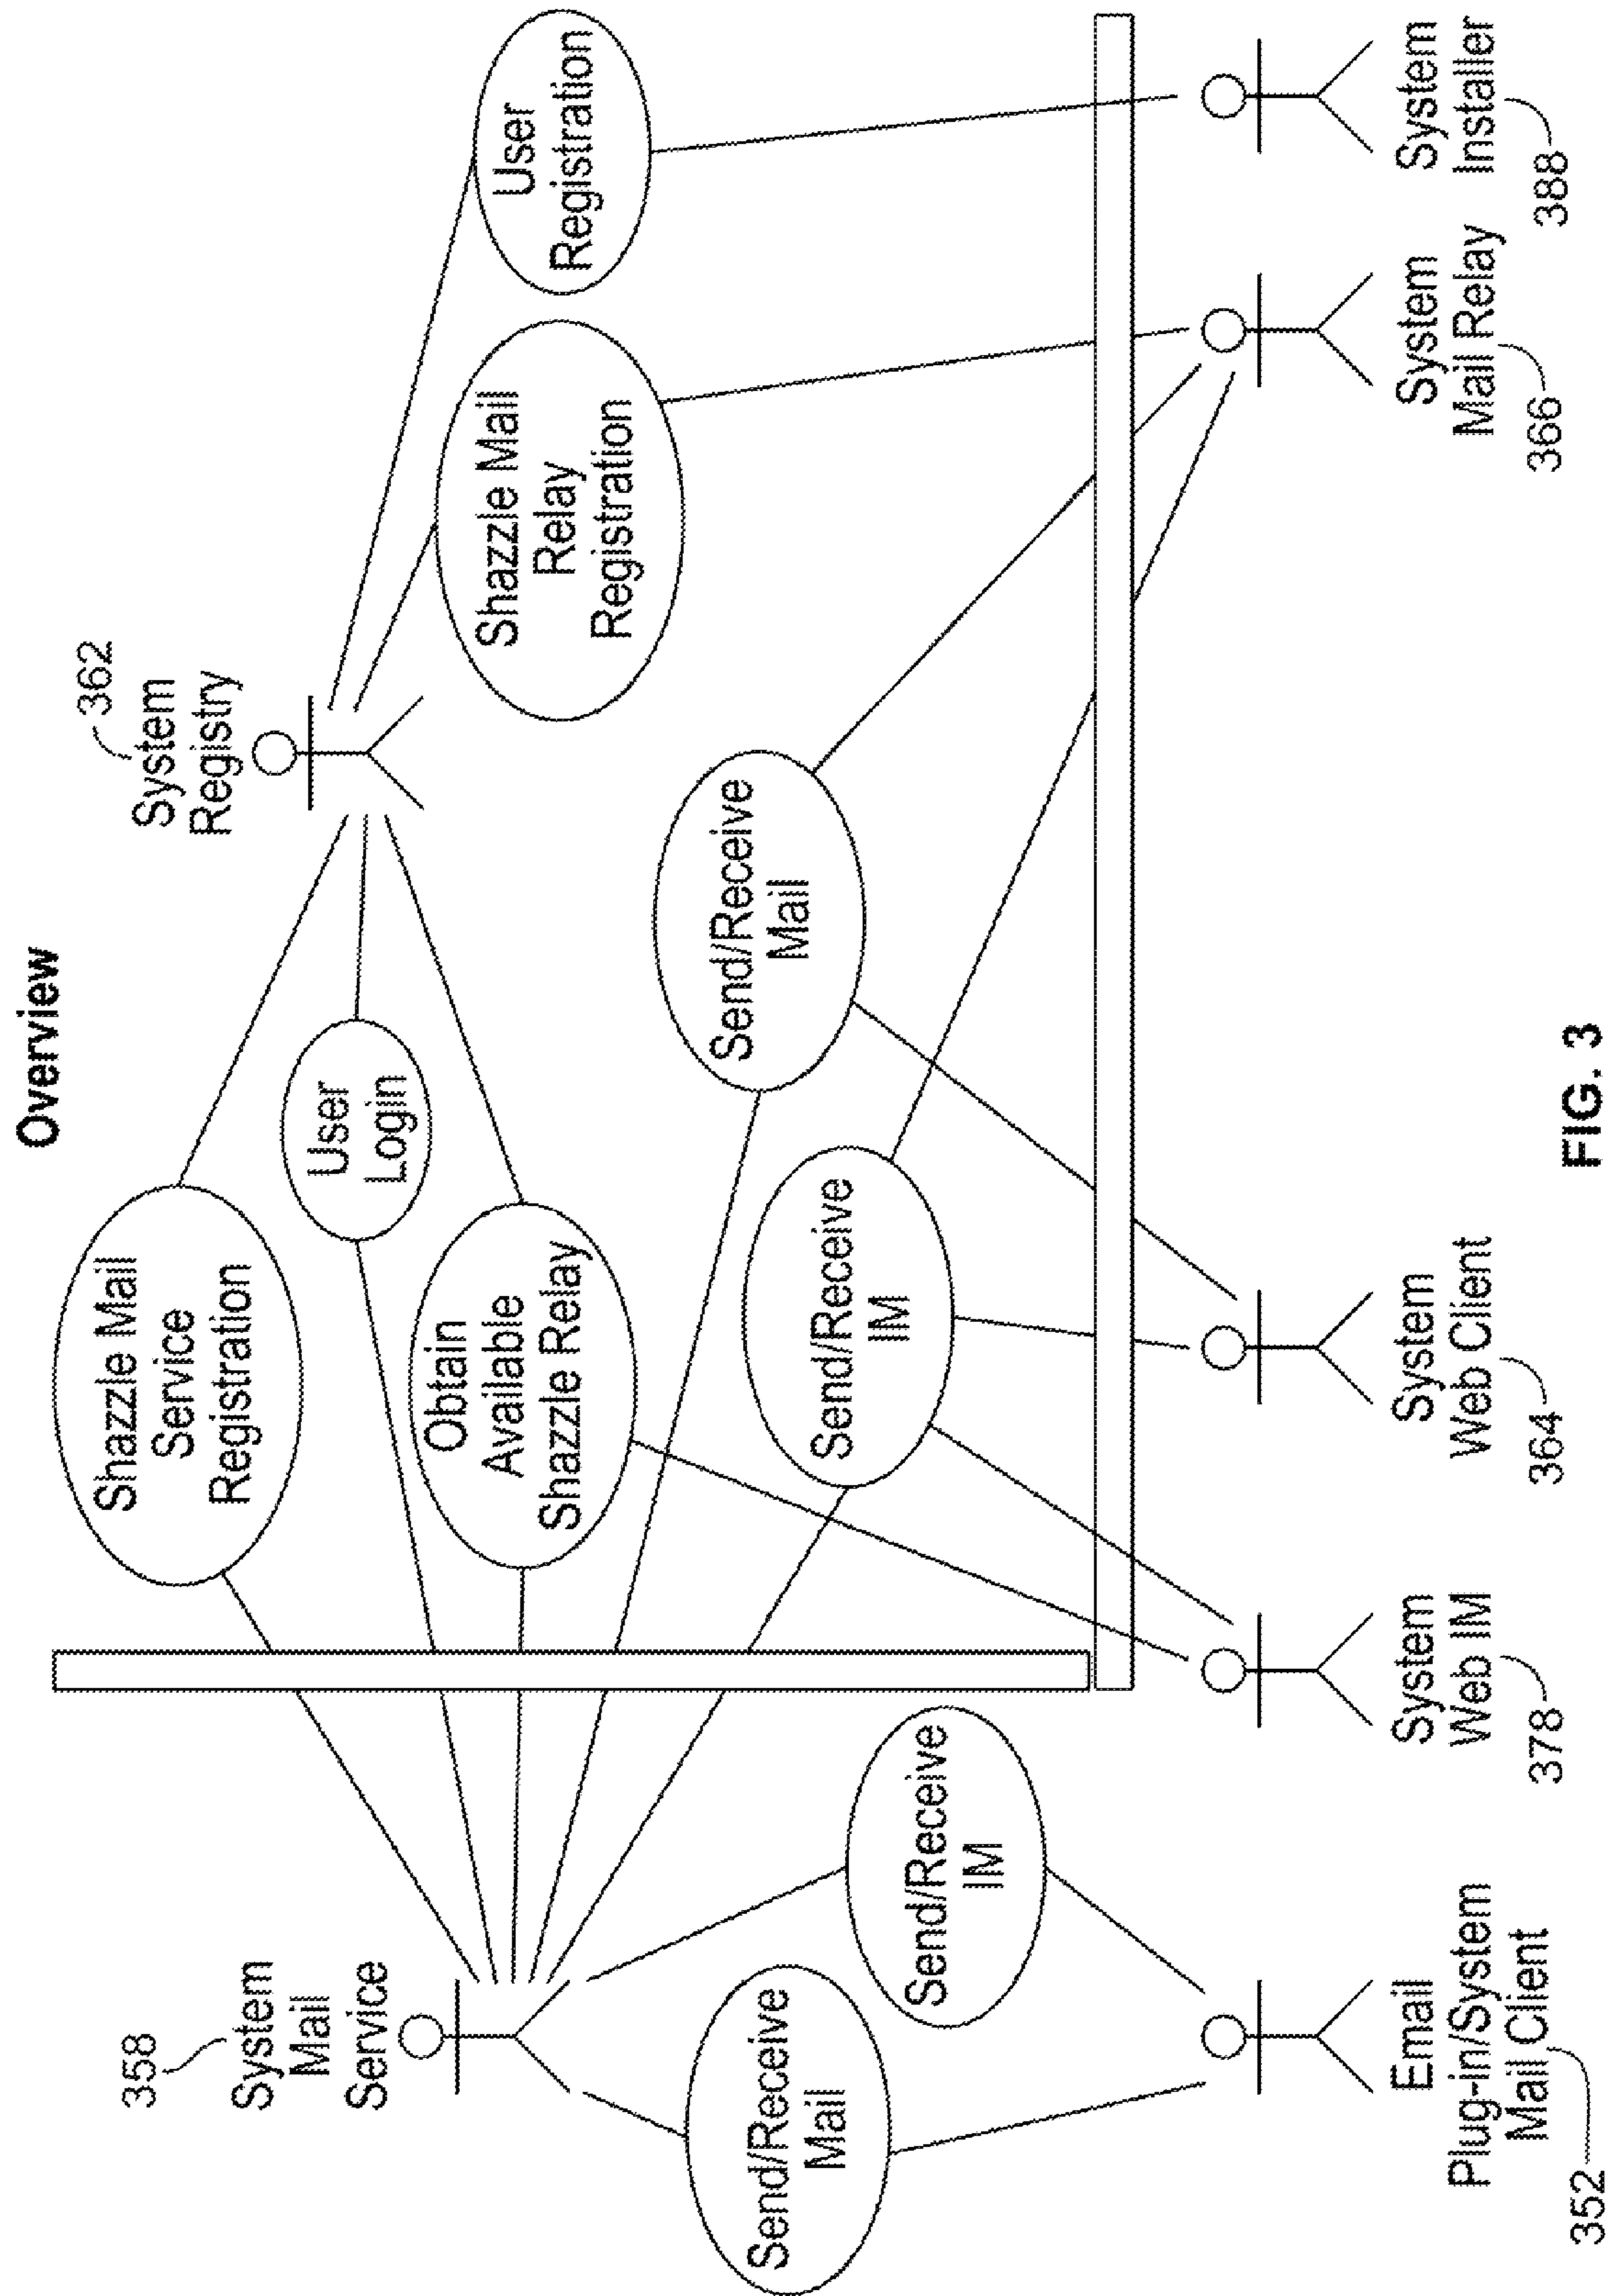 Overview
358
System
Mail
Service
Shazzle Mail
Service
Registration
User
Login
Obtain
Available
Shazzle Relay
362
System
Registry
Shazzle Mail
Relay
Registration
User
Registration
Send/Receive
Mail
Send/Receive
IM
Send/Receive
IM
Send/Receive
Mail
Email
Plug-in/System
Mail Client
352
System
Web IM
378
System
Web Client
364
System
Mail Relay
366
System
Installer
388
FIG. 3